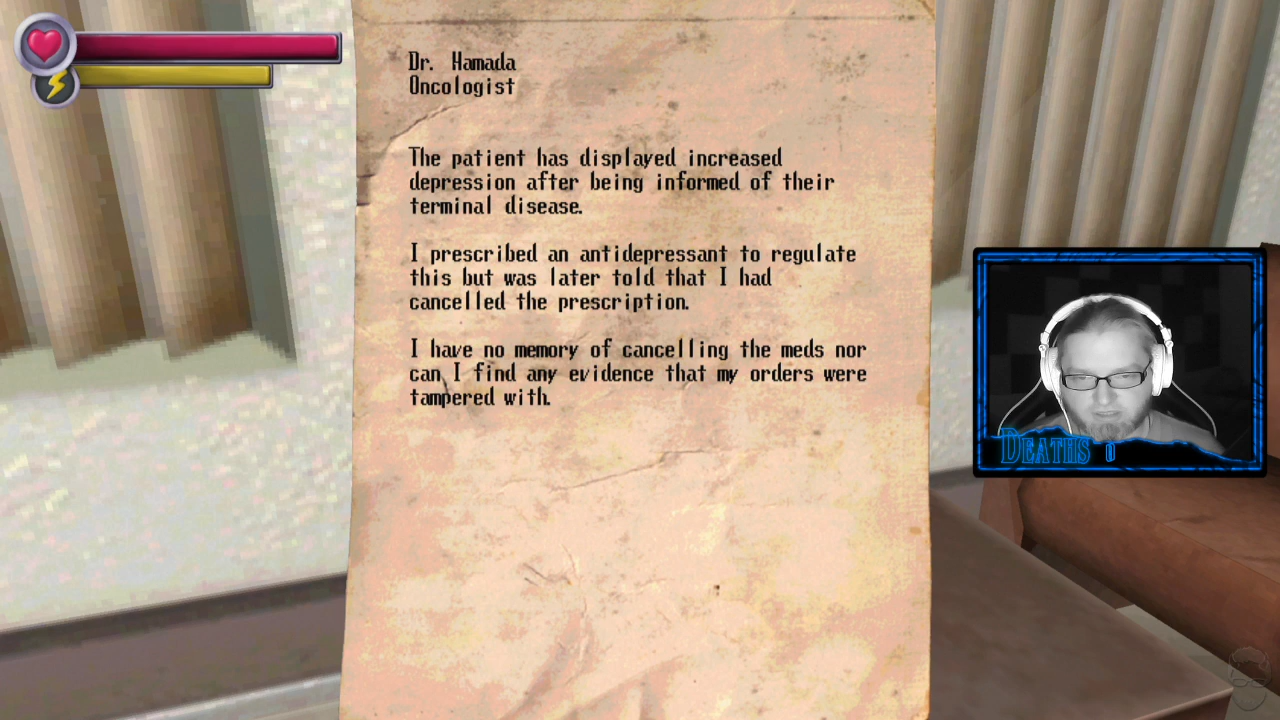 Dr. Hamada
Oncologist
The patient has displayed increased
depression after being informed of their
terminal disease.
I prescribed an antidepressant to regulate
this but was later told that I had
cancelled the prescription.
I have no memory of cancelling the meds nor
can I find any evidence that my orders were
tampered with.
DEATHS 0